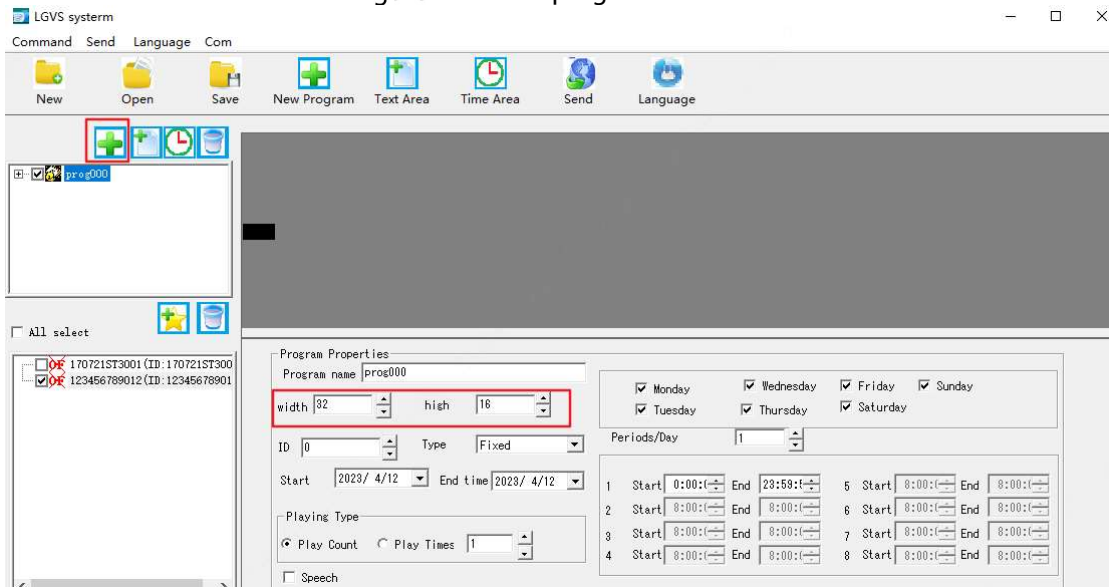 LGVS systerm
Command Send Language Com
New Open Save New Program Text Area Time Area Send Language
prog000
All select
170721ST3001(ID:170721ST300
123456789012(ID:12345678901
Program Properties
Program name prog000
width 32 high 16
ID 0 Type Fixed
Start 2023/ 4/12 End time 2023/ 4/12
Playing Type
Play Count Play Times 1
Speech
Monday Wednesday Friday Sunday
Tuesday Thursday Saturday
Periods/Day 1
1 Start 0:00:( End 23:59:5 5 Start 8:00:( End 8:00:(
2 Start 8:00:( End 8:00:( 6 Start 8:00:( End 8:00:(
3 Start 8:00:( End 8:00:( 7 Start 8:00:( End 8:00:(
4 Start 8:00:( End 8:00:( 8 Start 8:00:( End 8:00:(